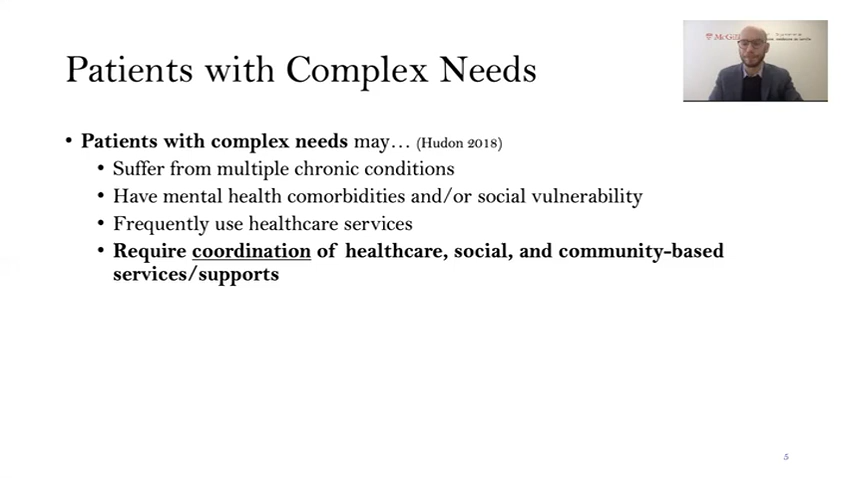 McGill
Patients with Complex Needs
• Patients with complex needs may… (Hudon 2018)
• Suffer from multiple chronic conditions
• Have mental health comorbidities and/or social vulnerability
• Frequently use healthcare services
• Require coordination of healthcare, social, and community-based
services/supports
5